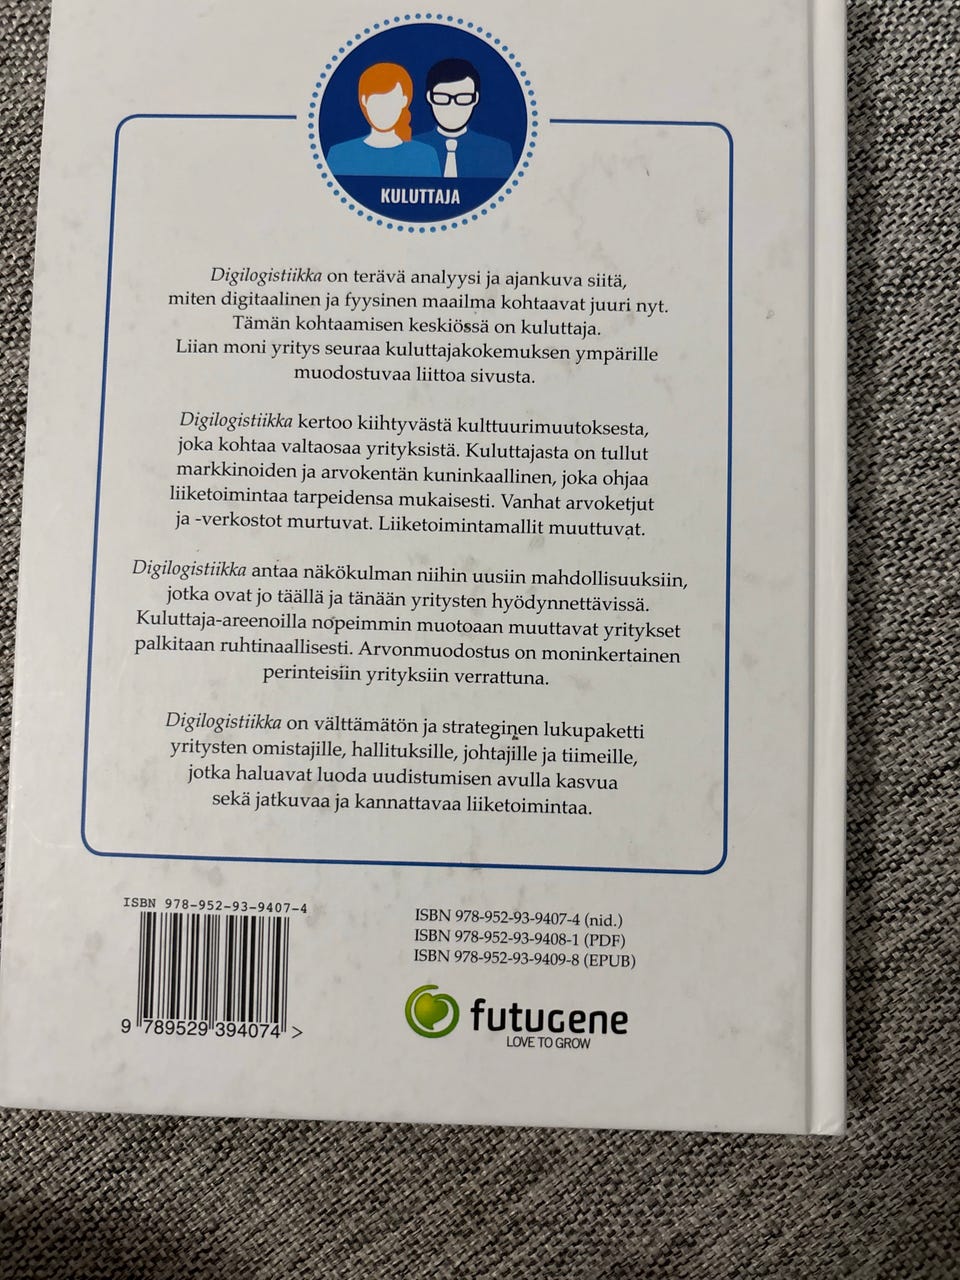 KULUTTAJA
Digilogistiikka on terävä analyysi ja ajankuva siitä,
miten digitaalinen ja fyysinen maailma kohtaavat juuri nyt.
Tämän kohtaamisen keskiössä on kuluttaja.
Liian moni yritys seuraa kuluttajakokemuksen ympärille
muodostuvaa liittoa sivusta.
Digilogistiikka kertoo kiihtyvästä kulttuurimuutoksesta,
joka kohtaa valtaosaa yrityksistä. Kuluttajasta on tullut
markkinoiden ja arvokentän kuninkaallinen, joka ohjaa
liiketoimintaa tarpeidensa mukaisesti. Vanhat arvoketjut
ja -verkostot murtuvat. Liiketoimintamallit muuttuvat.
Digilogistiikka antaa näkökulman niihin uusiin mahdollisuuksiin,
jotka ovat jo täällä ja tänään yritysten hyödynnettävissä.
Kuluttaja-areenoilla nopeimmin muotoaan muuttavat yritykset
palkitaan ruhtinaallisesti. Arvonmuodostus on moninkertainen
perinteisiin yrityksiin verrattuna.
Digilogistiikka on välttämätön ja strateginen lukupaketti
yritysten omistajille, hallituksille, johtajille ja tiimeille,
jotka haluavat luoda uudistumisen avulla kasvua
sekä jatkuvaa ja kannattavaa liiketoimintaa.
ISBN 978-952-93-9407-4
9 789529 394074 >
ISBN 978-952-93-9407-4 (nid.)
ISBN 978-952-93-9408-1 (PDF)
ISBN 978-952-93-9409-8 (EPUB)
futugene
LOVE TO GROW